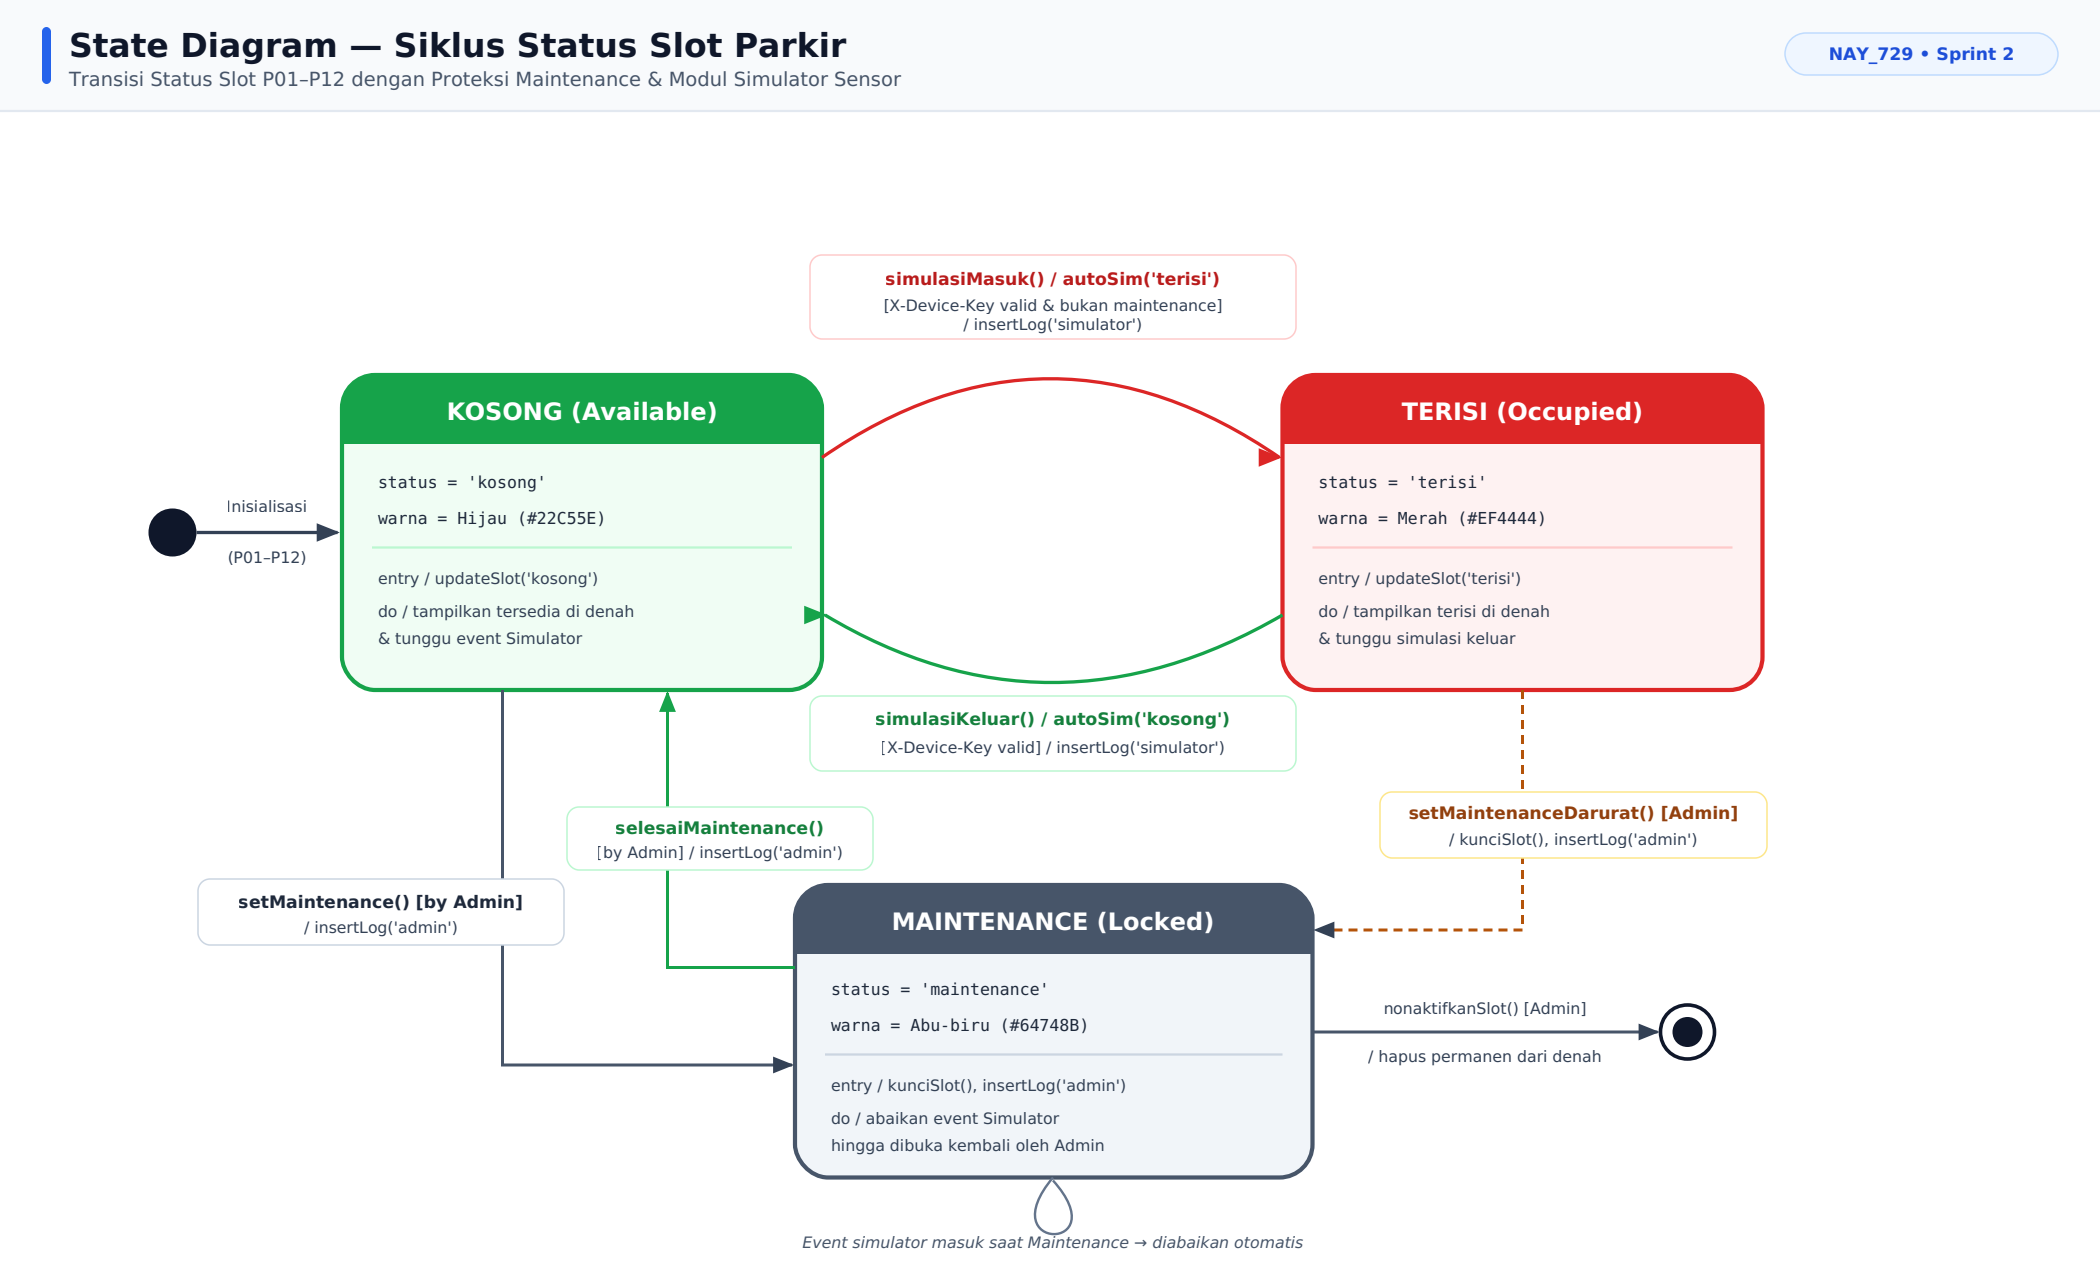 State Diagram — Siklus Status Slot Parkir
Transisi Status Slot P01–P12 dengan Proteksi Maintenance & Modul Simulator Sensor
NAY_729 • Sprint 2
simulasiMasuk() / autoSim('terisi')
[X-Device-Key valid & bukan maintenance]
/ insertLog('simulator')
KOSONG (Available)
status = 'kosong'
warna = Hijau (#22C55E)
entry / updateSlot('kosong')
do / tampilkan tersedia di denah
& tunggu event Simulator
TERISI (Occupied)
status = 'terisi'
warna = Merah (#EF4444)
entry / updateSlot('terisi')
do / tampilkan terisi di denah
& tunggu simulasi keluar
Inisialisasi
(P01–P12)
simulasiKeluar() / autoSim('kosong')
[X-Device-Key valid] / insertLog('simulator')
selesaiMaintenance()
[by Admin] / insertLog('admin')
setMaintenanceDarurat() [Admin]
/ kunciSlot(), insertLog('admin')
setMaintenance() [by Admin]
/ insertLog('admin')
MAINTENANCE (Locked)
status = 'maintenance'
warna = Abu-biru (#64748B)
entry / kunciSlot(), insertLog('admin')
do / abaikan event Simulator
hingga dibuka kembali oleh Admin
nonaktifkanSlot() [Admin]
/ hapus permanen dari denah
Event simulator masuk saat Maintenance → diabaikan otomatis